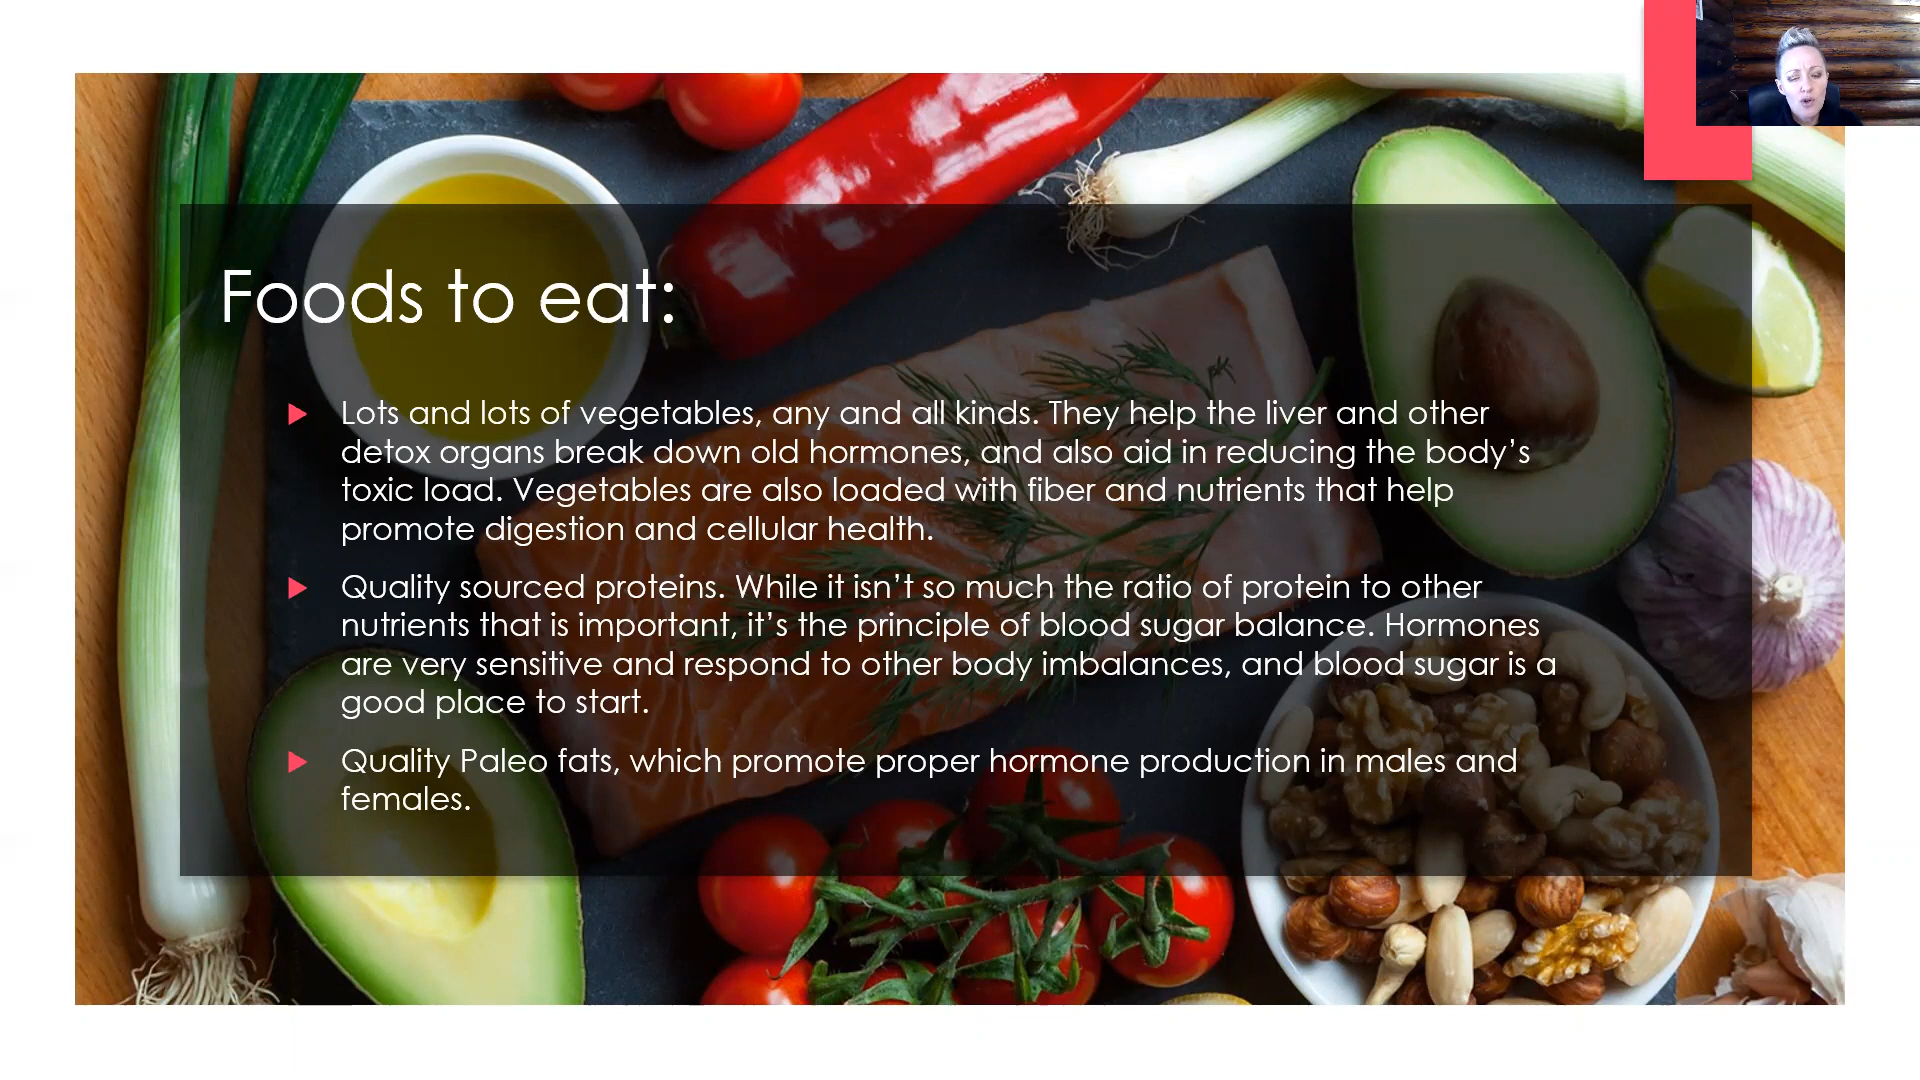 Foods to eat:
Lots and lots of vegetables, any and all kinds. They help the liver and other
detox organs break down old hormones, and also aid in reducing the body’s
toxic load. Vegetables are also loaded with fiber and nutrients that help
promote digestion and cellular health.
Quality sourced proteins. While it isn’t so much the ratio of protein to other
nutrients that is important, it’s the principle of blood sugar balance. Hormones
are very sensitive and respond to other body imbalances, and blood sugar is a
good place to start.
Quality Paleo fats, which promote proper hormone production in males and
females.